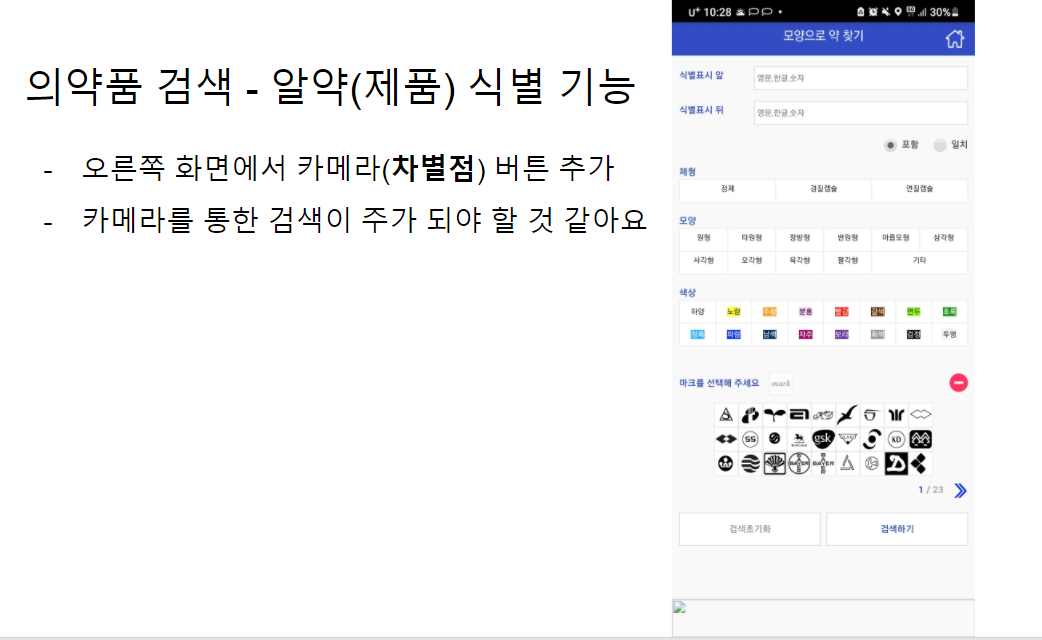 의약품 검색 - 알약(제품) 식별 기능
- 오른쪽 화면에서 카메라(차별점) 버튼 추가
- 카메라를 통한 검색이 주가 되야 할 것 같아요
U+ 10:28 30%
모양으로 약 찾기
식별표시 앞 영문,한글,숫자
식별표시 뒤 영문,한글,숫자
포함 일치
제형
정제 경질캡슐 연질캡슐
모양
원형 타원형 장방형 반원형 마름모형 삼각형
사각형 오각형 육각형 팔각형 기타
색상
하양 노랑 주황 분홍 빨강 갈색 연두 초록
청록 파랑 남색 자주 보라 회색 검정 투명
마크를 선택해 주세요 mark
SS gsk KD
BAYER BAYER
1 / 23
검색초기화 검색하기